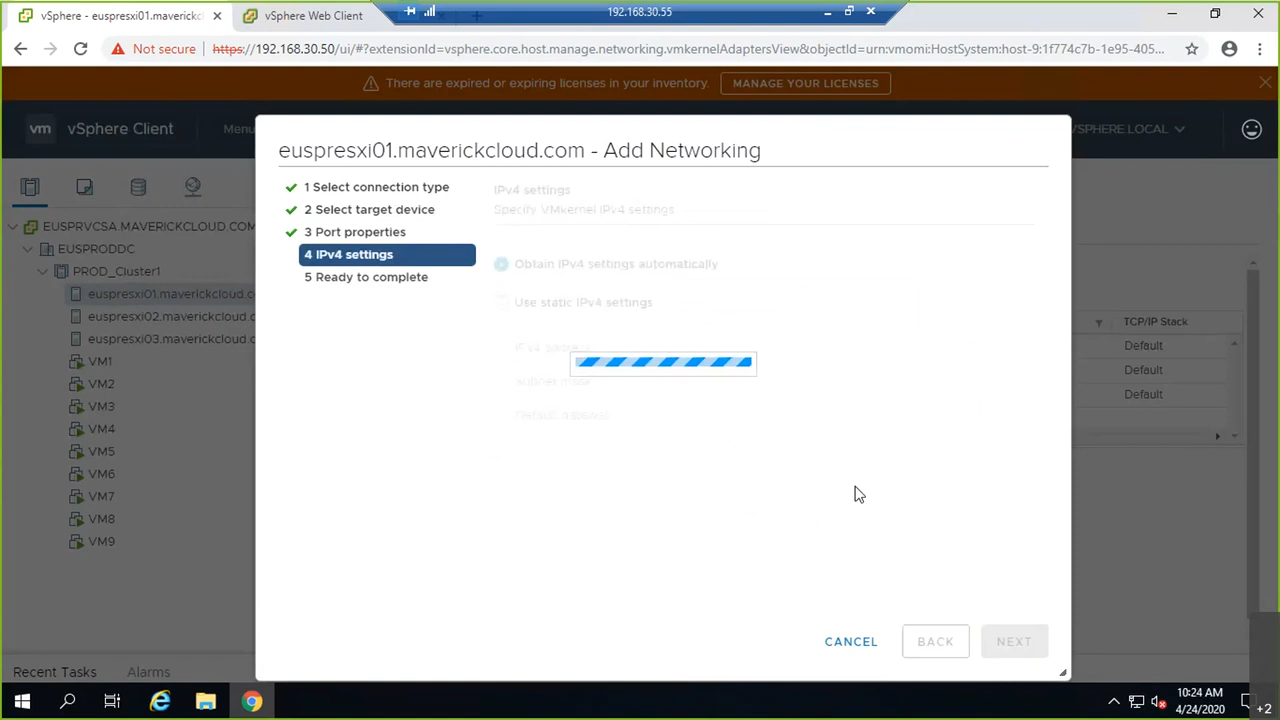 vSphere - euspresxi01.maverickc
vSphere Web Client
192.168.30.55
Not secure
https://192.168.30.50/ui/#?extensionId=vsphere.core.host.manage.networking.vmkernelAdaptersView&objectId=urn:vmomi:HostSystem:host-9:1f774c7b-1e95-405...
There are expired or expiring licenses in your inventory.
MANAGE YOUR LICENSES
vm vSphere Client
Menu
VSPHERE.LOCAL
euspresxi01.maverickcloud.com - Add Networking
1 Select connection type
2 Select target device
3 Port properties
4 IPv4 settings
5 Ready to complete
IPv4 settings
Specify VMkernel IPv4 settings
Obtain IPv4 settings automatically
Use static IPv4 settings
EUSPRVCSA.MAVERICKCLOUD.COM
EUSPRODDC
PROD_Cluster1
euspresxi01.maverickcloud.c
euspresxi02.maverickcloud.c
euspresxi03.maverickcloud.c
VM1
VM2
VM3
VM4
VM5
VM6
VM7
VM8
VM9
TCP/IP Stack
Default
Default
Default
CANCEL
BACK
NEXT
Recent Tasks
Alarms
10:24 AM
4/24/2020
+2